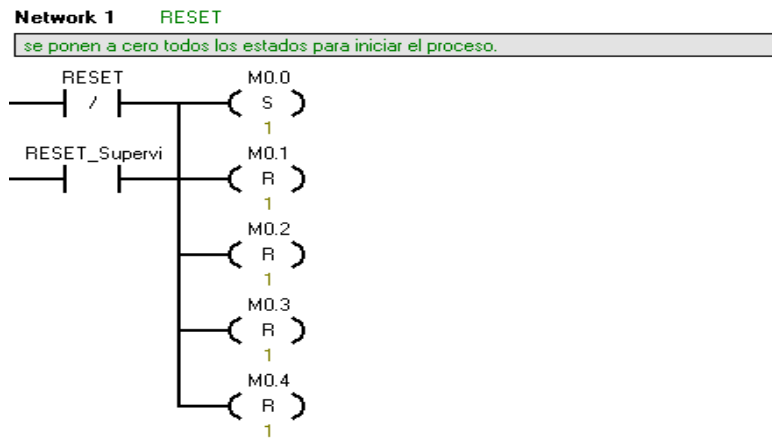 Network 1 RESET
se ponen a cero todos los estados para iniciar el proceso.
RESET M0.0
/ S
1
RESET_Supervi M0.1
R
1
M0.2
R
1
M0.3
R
1
M0.4
R
1